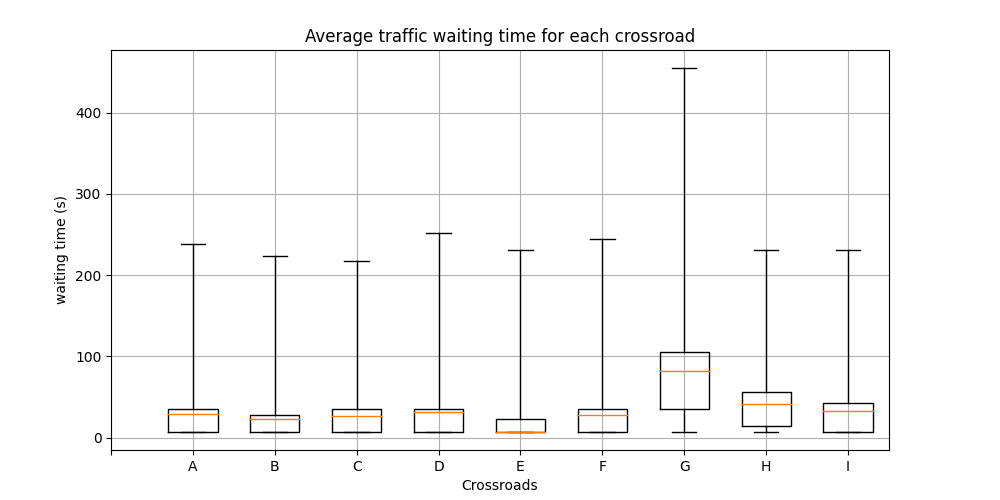 Average traffic waiting time for each crossroad
400
300
200
100
0
waiting time (s)
A B C D E F G H I
Crossroads